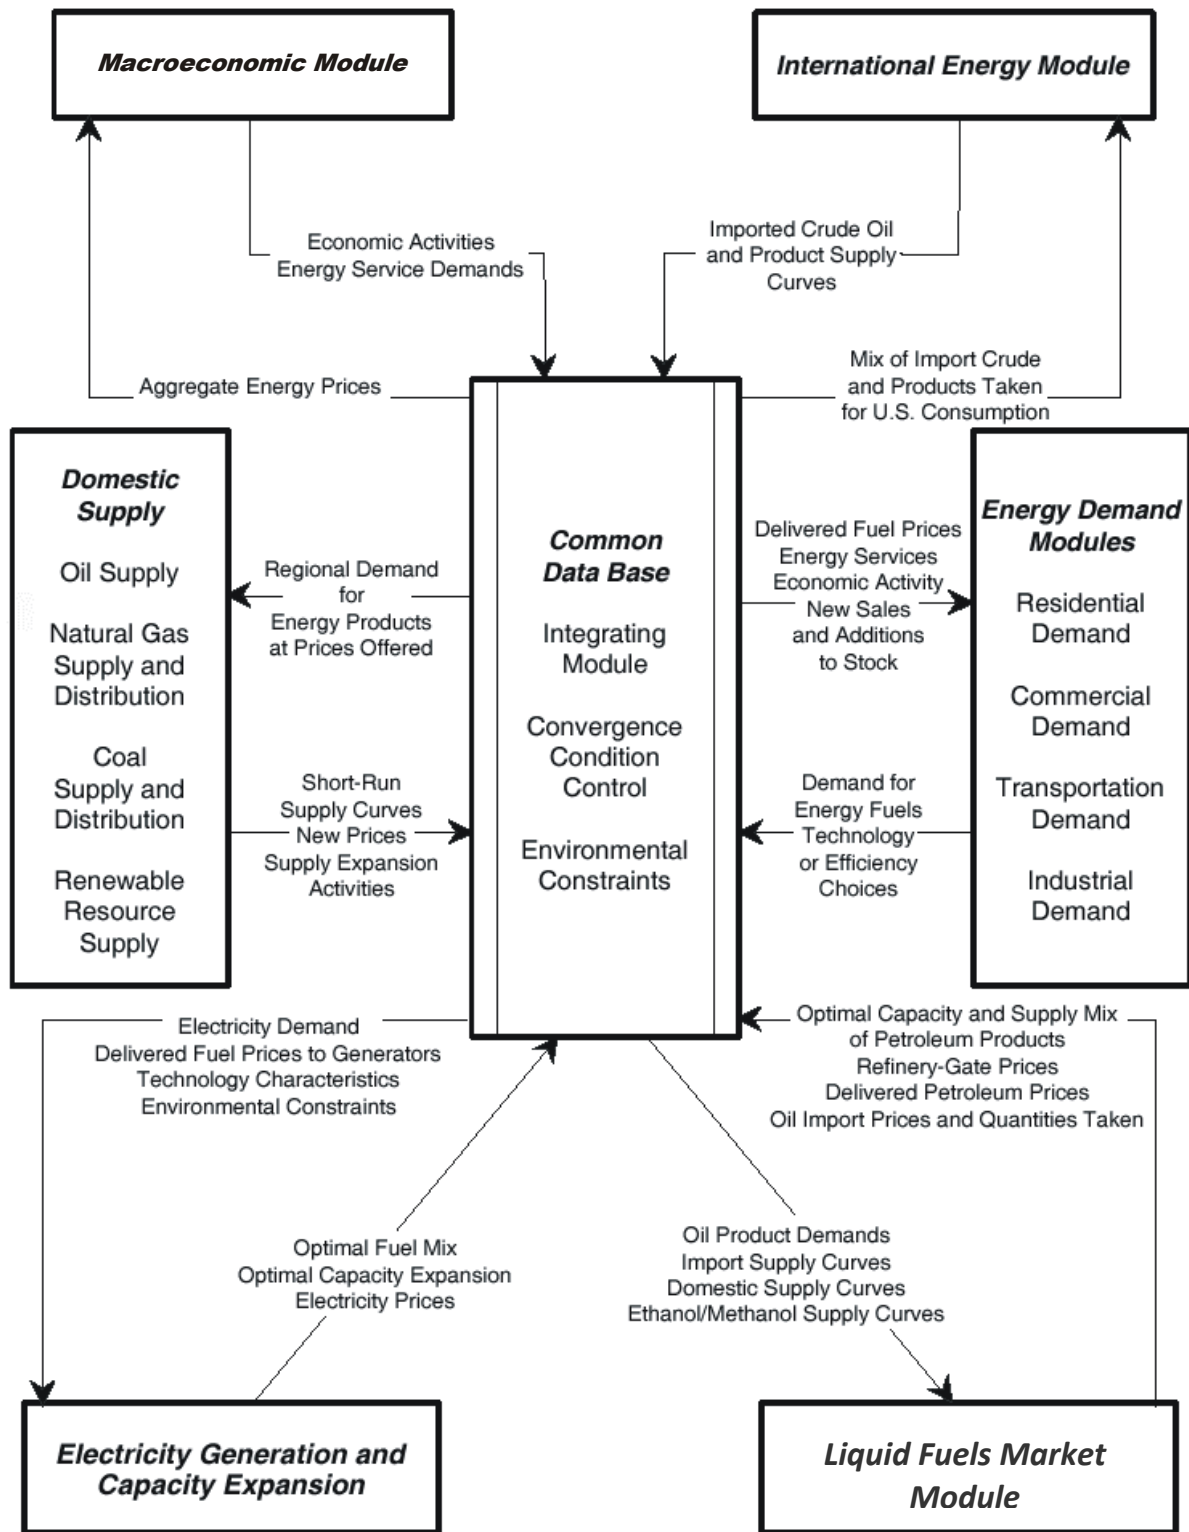 Macroeconomic Module
International Energy Module
Economic Activities
Energy Service Demands
Imported Crude Oil
and Product Supply
Curves
Aggregate Energy Prices
Mix of Import Crude
and Products Taken
for U.S. Consumption
Domestic
Supply
Oil Supply
Natural Gas
Supply and
Distribution
Coal
Supply and
Distribution
Renewable
Resource
Supply
Regional Demand
for
Energy Products
at Prices Offered
Short-Run
Supply Curves
New Prices
Supply Expansion
Activities
Common
Data Base
Integrating
Module
Convergence
Condition
Control
Environmental
Constraints
Delivered Fuel Prices
Energy Services
Economic Activity
New Sales
and Additions
to Stock
Demand for
Energy Fuels
Technology
or Efficiency
Choices
Energy Demand
Modules
Residential
Demand
Commercial
Demand
Transportation
Demand
Industrial
Demand
Electricity Demand
Delivered Fuel Prices to Generators
Technology Characteristics
Environmental Constraints
Optimal Capacity and Supply Mix
of Petroleum Products
Refinery-Gate Prices
Delivered Petroleum Prices
Oil Import Prices and Quantities Taken
Optimal Fuel Mix
Optimal Capacity Expansion
Electricity Prices
Oil Product Demands
Import Supply Curves
Domestic Supply Curves
Ethanol/Methanol Supply Curves
Electricity Generation and
Capacity Expansion
Liquid Fuels Market
Module